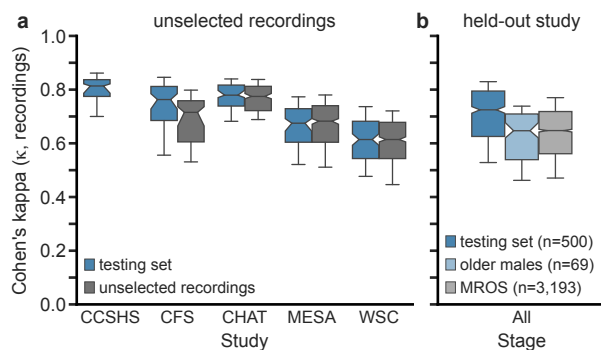 a
unselected recordings
b
held-out study
Cohen's kappa (κ, recordings)
1.0
0.8
0.6
0.4
0.2
0.0
testing set
unselected recordings
CCSHS
CFS
CHAT
MESA
WSC
Study
testing set (n=500)
older males (n=69)
MROS (n=3,193)
All
Stage